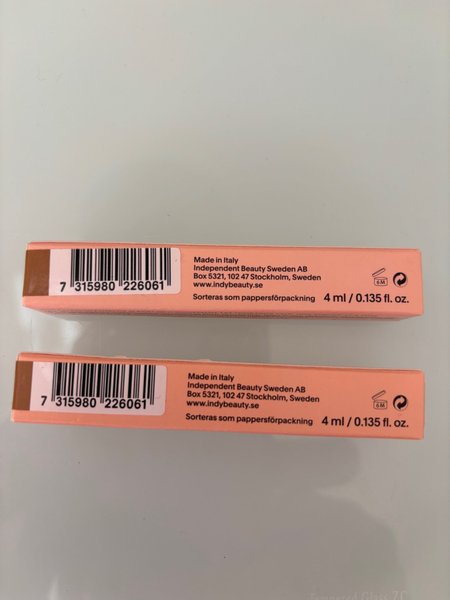 Made in Italy
Independent Beauty Sweden AB
Box 5321, 102 47 Stockholm, Sweden
www.indybeauty.se
7 315980 226061
Sorteras som pappersförpackning 4 ml / 0.135 fl. oz.
6M
Made in Italy
Independent Beauty Sweden AB
Box 5321, 102 47 Stockholm, Sweden
www.indybeauty.se
7 315980 226061
Sorteras som pappersförpackning 4 ml / 0.135 fl. oz.
6M
Tempered Glass